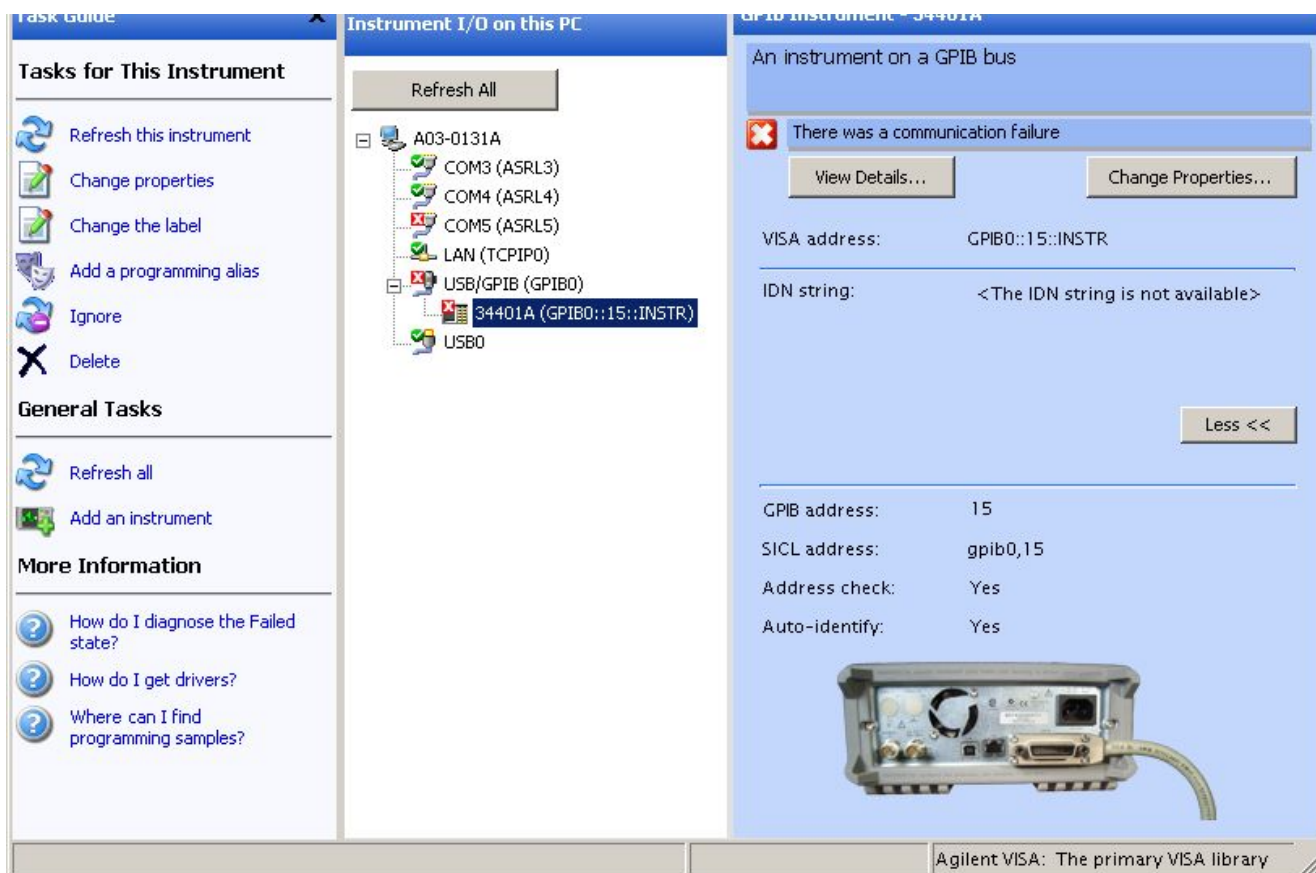 Task Guide X
Tasks for This Instrument
Refresh this instrument
Change properties
Change the label
Add a programming alias
Ignore
Delete
General Tasks
Refresh all
Add an instrument
More Information
How do I diagnose the Failed
state?
How do I get drivers?
Where can I find
programming samples?
Instrument I/O on this PC
Refresh All
A03-0131A
COM3 (ASRL3)
COM4 (ASRL4)
COM5 (ASRL5)
LAN (TCPIP0)
USB/GPIB (GPIB0)
34401A (GPIB0::15::INSTR)
USB0
GPIB Instrument - 34401A
An instrument on a GPIB bus
There was a communication failure
View Details...
Change Properties...
VISA address: GPIB0::15::INSTR
IDN string: <The IDN string is not available>
Less <<
GPIB address: 15
SICL address: gpib0,15
Address check: Yes
Auto-identify: Yes
Agilent VISA: The primary VISA library